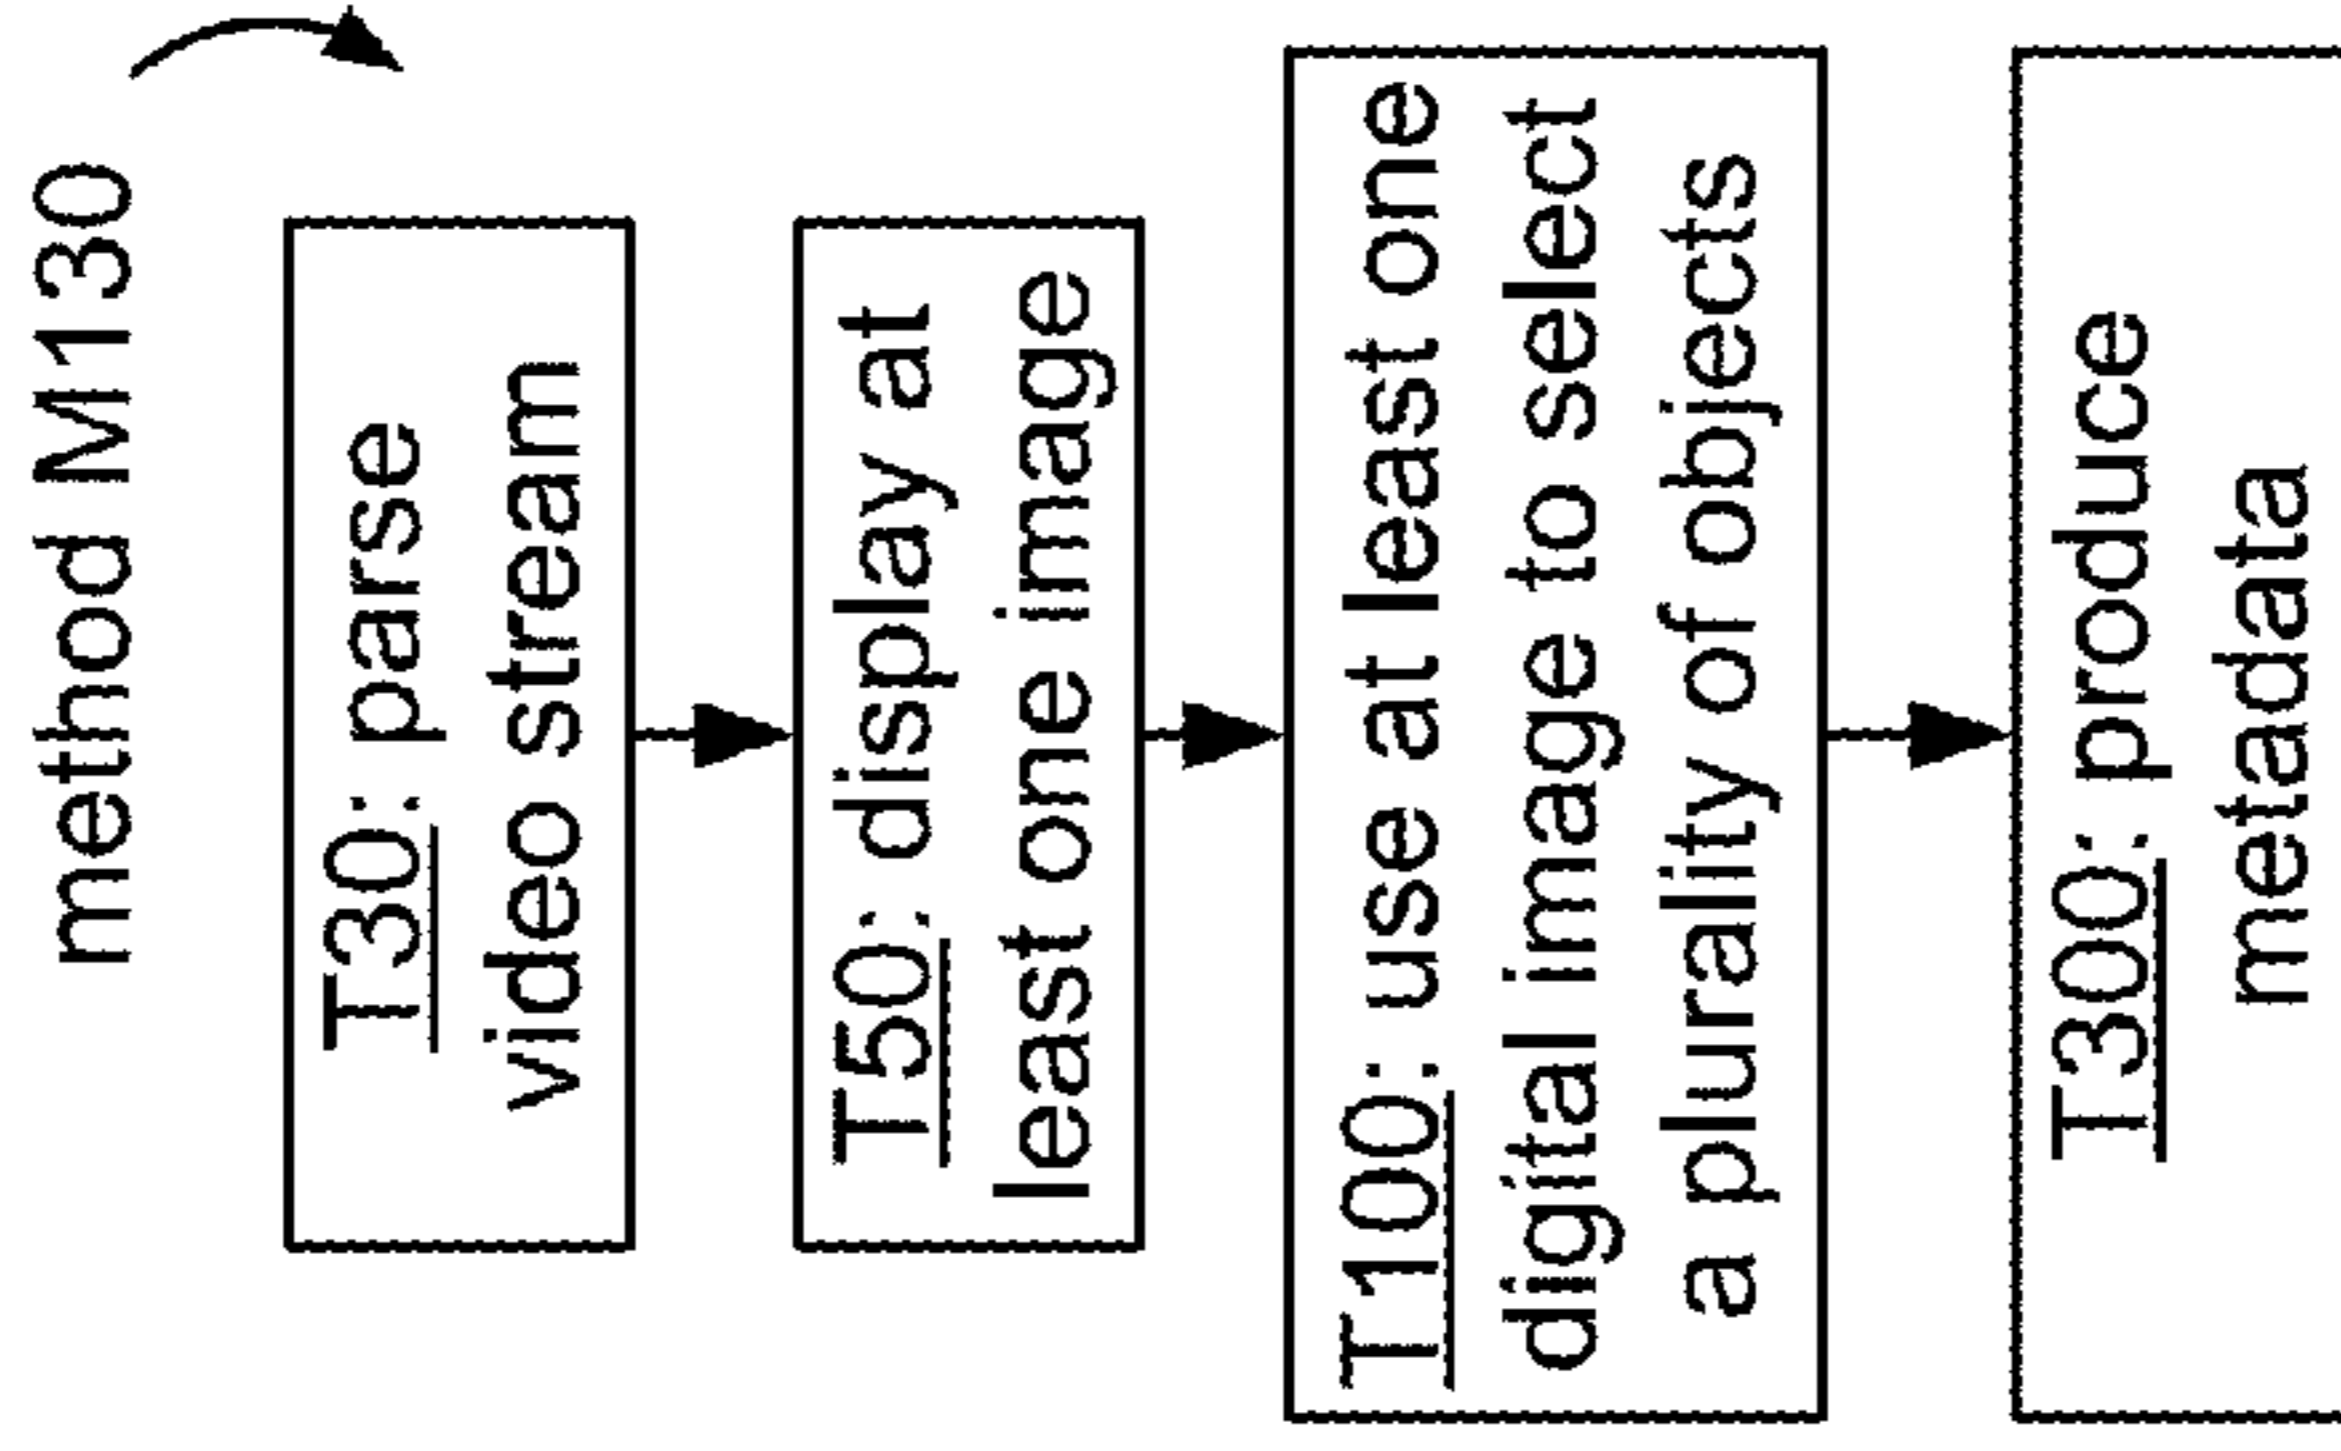 method M130
T30: parse
video stream
T50: display at
least one image
T100: use at least one
digital image to select
a plurality of objects
T300: produce
metadata